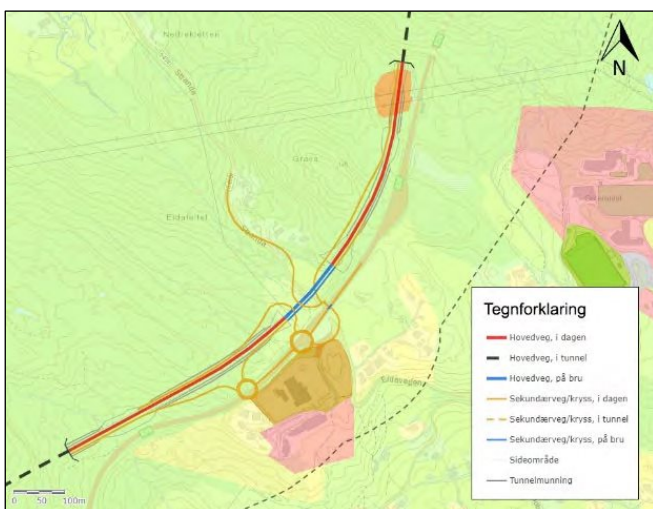 N
Tegnforklaring
Hovedveg, i dagen
Hovedveg, i tunnel
Hovedveg, på bru
Sekundærveg/kryss, i dagen
Sekundærveg/kryss, i tunnel
Sekundærveg/kryss, på bru
Sideområde
Tunnelmunning
0 50 100m